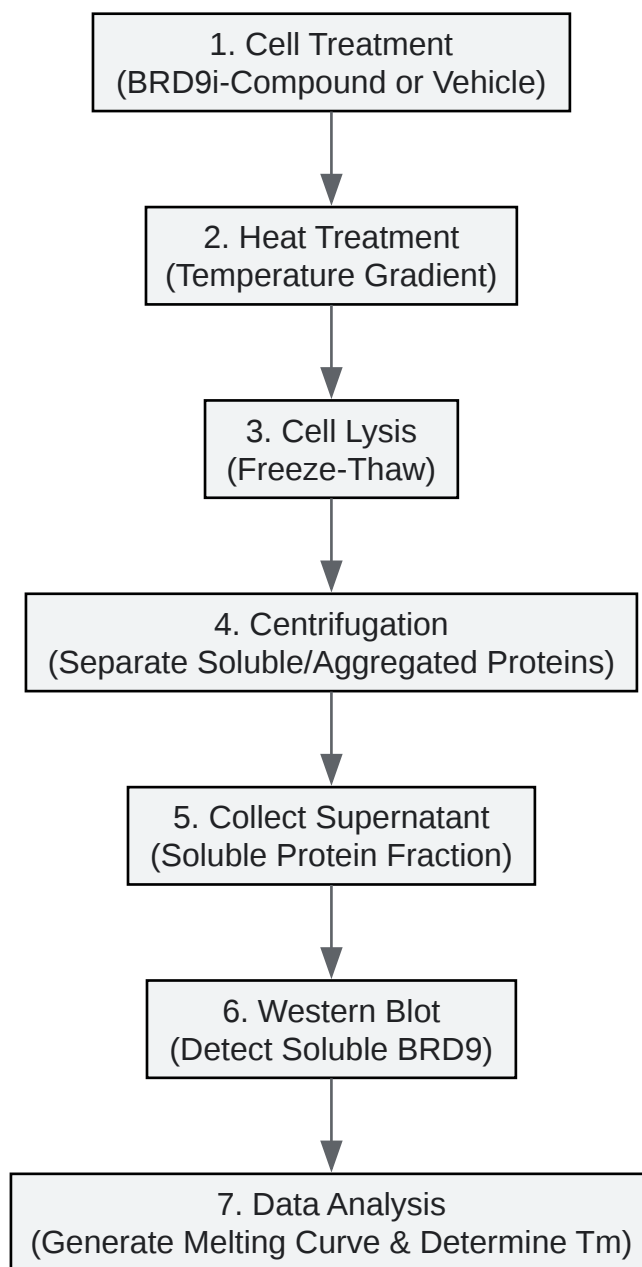 1. Cell Treatment
(BRD9i-Compound or Vehicle)
2. Heat Treatment
(Temperature Gradient)
3. Cell Lysis
(Freeze-Thaw)
4. Centrifugation
(Separate Soluble/Aggregated Proteins)
5. Collect Supernatant
(Soluble Protein Fraction)
6. Western Blot
(Detect Soluble BRD9)
7. Data Analysis
(Generate Melting Curve & Determine Tm)